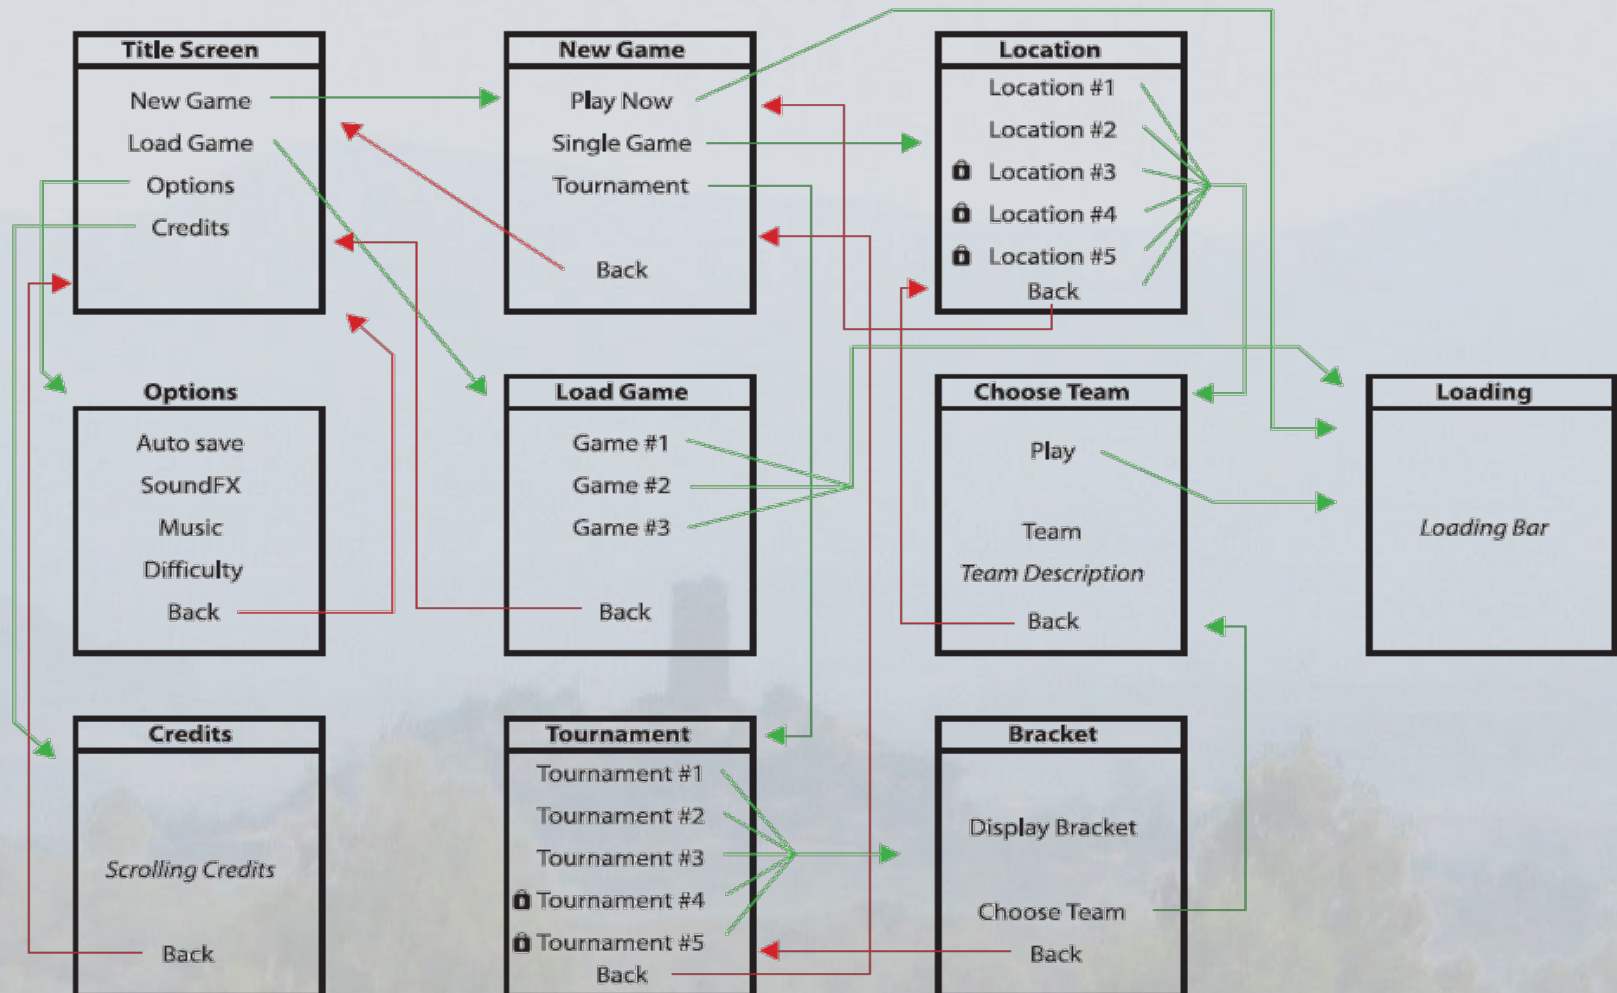 Title Screen
New Game
Load Game
Options
Credits
New Game
Play Now
Single Game
Tournament
Back
Location
Location #1
Location #2
Location #3
Location #4
Location #5
Back
Options
Auto save
SoundFX
Music
Difficulty
Back
Load Game
Game #1
Game #2
Game #3
Back
Choose Team
Play
Team
Team Description
Back
Loading
Loading Bar
Credits
Scrolling Credits
Back
Tournament
Tournament #1
Tournament #2
Tournament #3
Tournament #4
Tournament #5
Back
Bracket
Display Bracket
Choose Team
Back